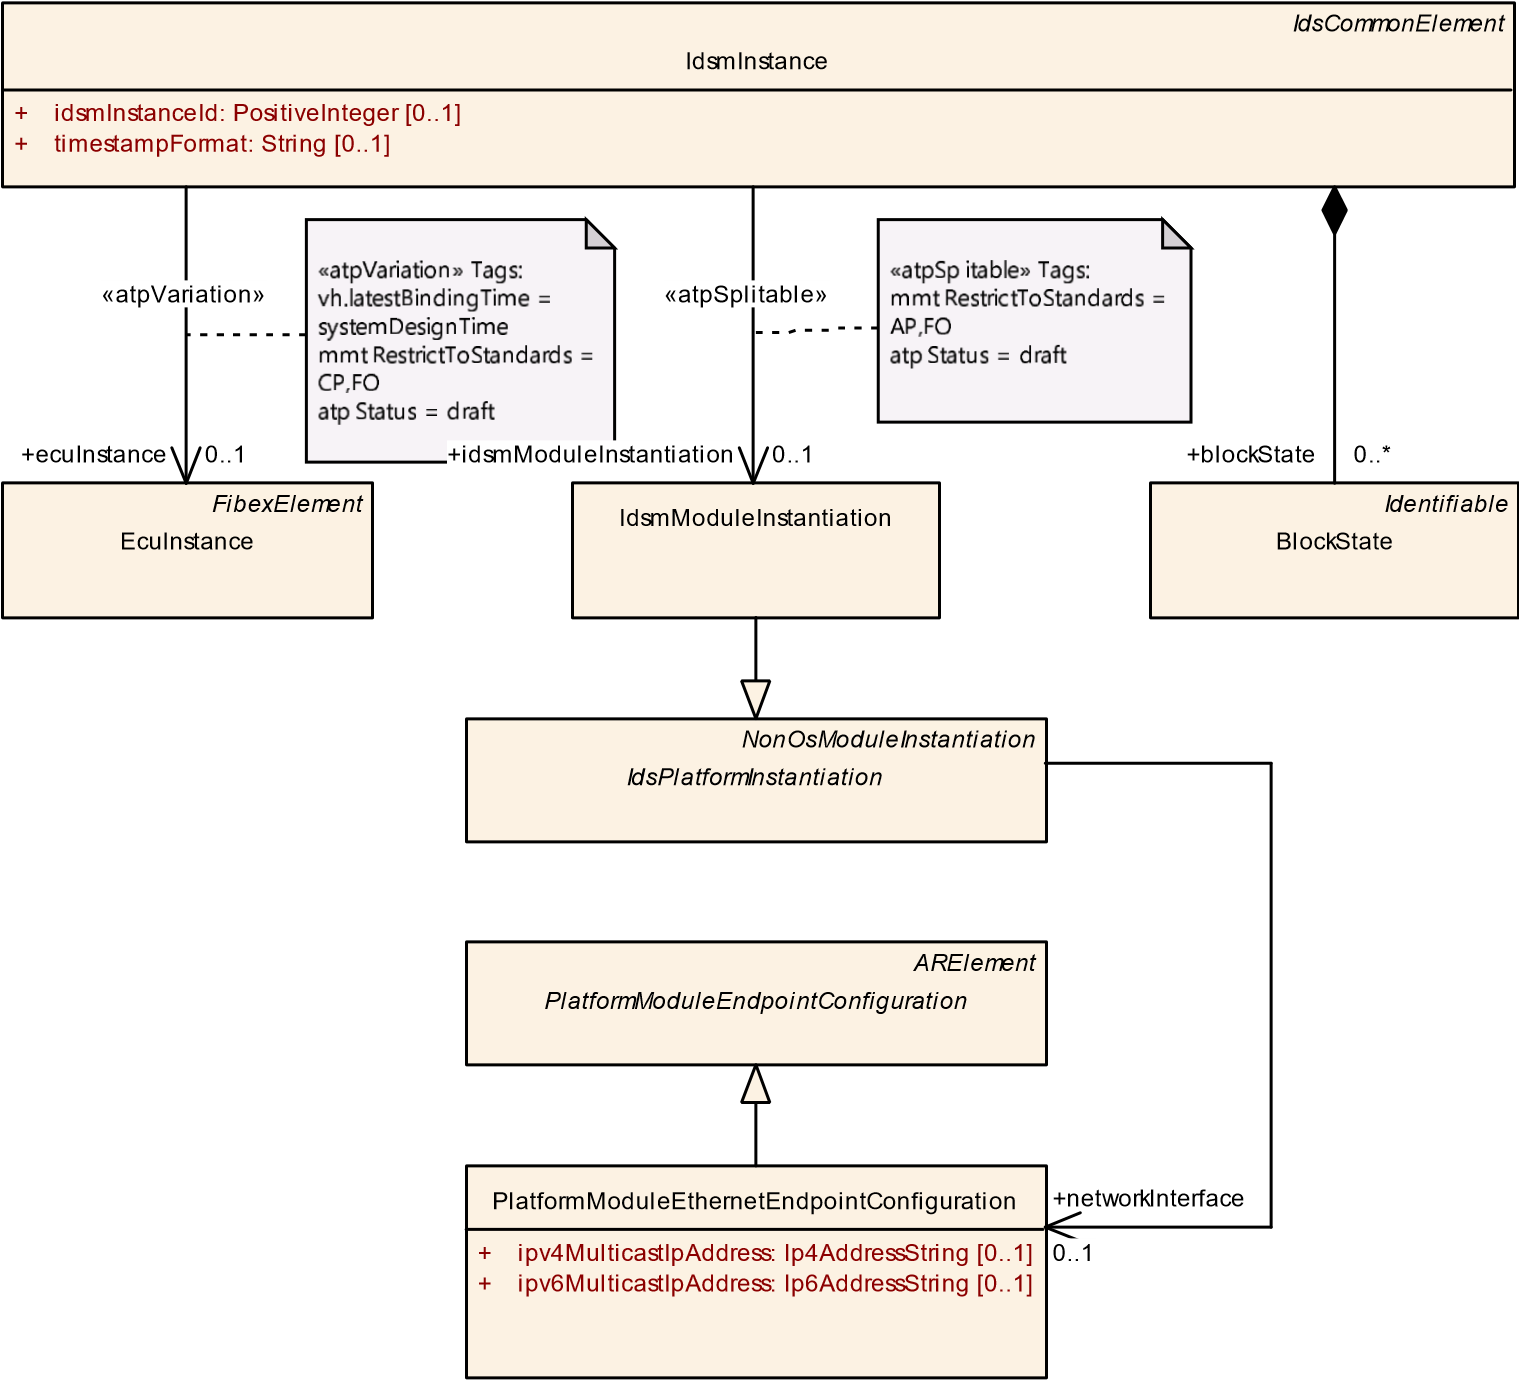 IdsCommonElement
IdsmInstance
+ idsmInstanceId: PositiveInteger [0..1]
+ timestampFormat: String [0..1]
«atpVariation»
«atpVariation» Tags:
vh.latestBindingTime =
systemDesignTime
mmt RestrictToStandards =
CP,FO
atp Status = draft
«atpSplitable»
«atpSp itable» Tags:
mmt RestrictToStandards =
AP,FO
atp Status = draft
+ecuInstance 0..1
+idsmModuleInstantiation 0..1
+blockState 0..*
FibexElement
EcuInstance
IdsmModuleInstantiation
Identifiable
BlockState
NonOsModuleInstantiation
IdsPlatformInstantiation
ARElement
PlatformModuleEndpointConfiguration
PlatformModuleEthernetEndpointConfiguration
+ ipv4MulticastIpAddress: Ip4AddressString [0..1]
+ ipv6MulticastIpAddress: Ip6AddressString [0..1]
+networkInterface
0..1